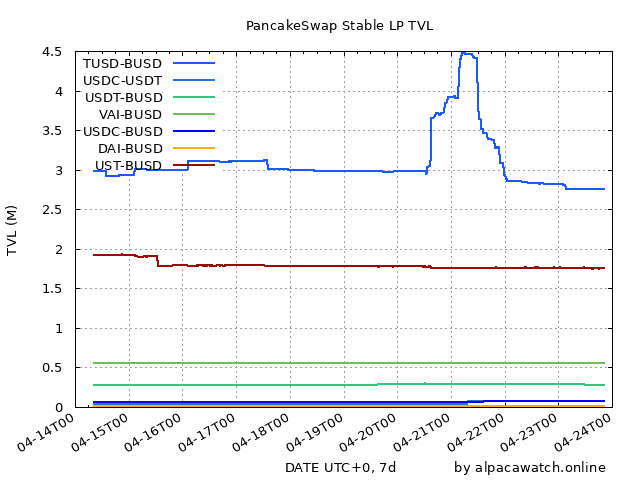 PancakeSwap Stable LP TVL
TUSD-BUSD
USDC-USDT
USDT-BUSD
VAI-BUSD
USDC-BUSD
DAI-BUSD
UST-BUSD
TVL (M)
4.5
4
3.5
3
2.5
2
1.5
1
0.5
0
04-14T00
04-15T00
04-16T00
04-17T00
04-18T00
04-19T00
04-20T00
04-21T00
04-22T00
04-23T00
04-24T00
DATE UTC+0, 7d
by alpacawatch.online